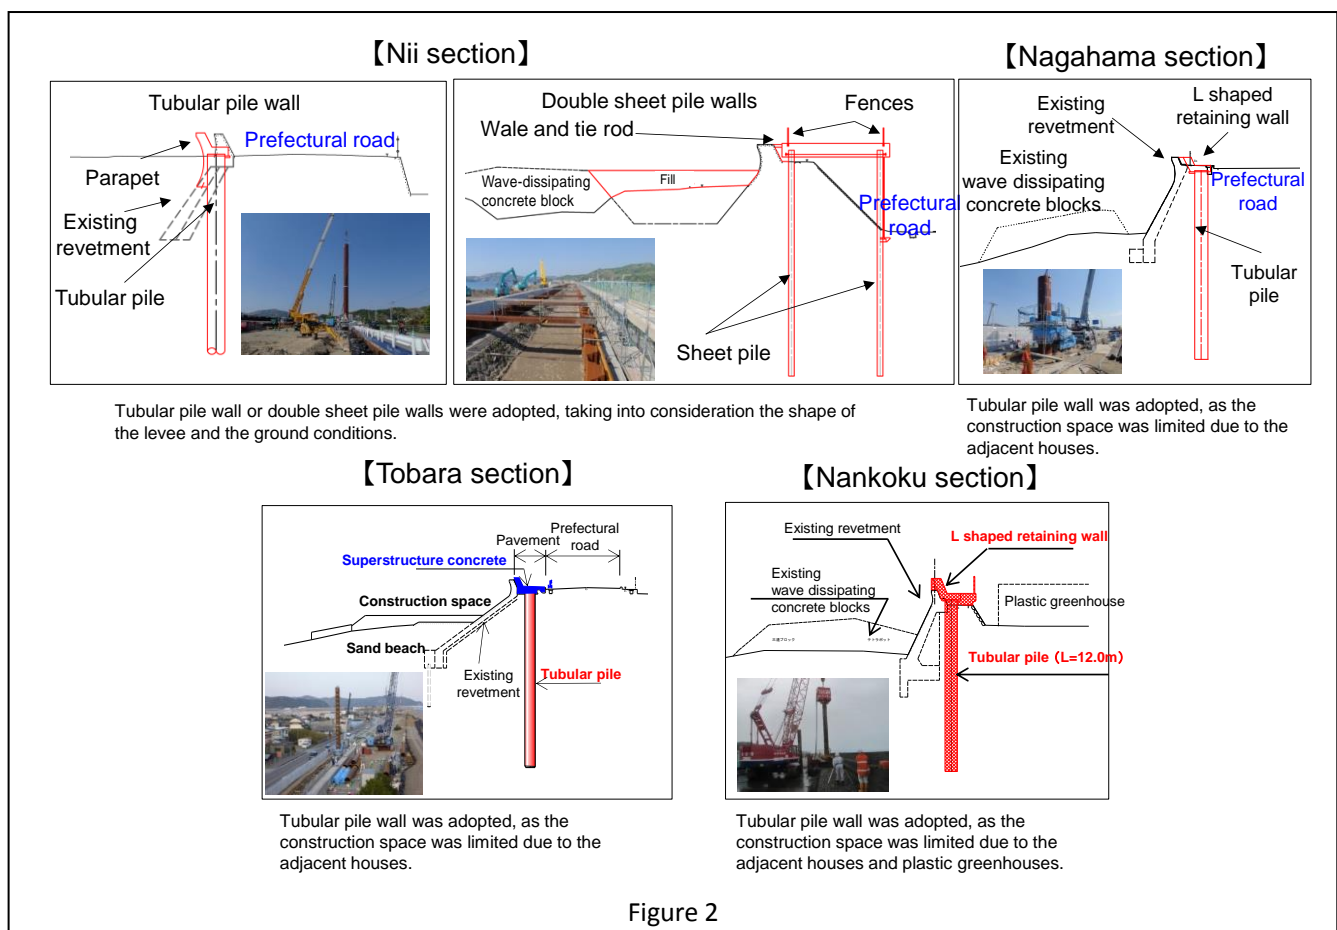 【Nii section】
Tubular pile wall
Prefectural road
Parapet
Existing
revetment
Tubular pile
Double sheet pile walls
Fences
Wale and tie rod
Wave-dissipating
concrete block
Fill
Prefectural
road
Sheet pile
Tubular pile wall or double sheet pile walls were adopted, taking into consideration the shape of
the levee and the ground conditions.
【Nagahama section】
Existing
revetment
L shaped
retaining wall
Existing
wave dissipating
concrete blocks
Prefectural
road
Tubular
pile
Tubular pile wall was adopted, as the
construction space was limited due to the
adjacent houses.
【Tobara section】
Prefectural
road
Pavement
Superstructure concrete
Construction space
Sand beach
Existing
revetment
Tubular pile
Tubular pile wall was adopted, as the
construction space was limited due to the
adjacent houses.
【Nankoku section】
Existing revetment
L shaped retaining wall
Existing
wave dissipating
concrete blocks
Plastic greenhouse
Tubular pile（L=12.0m）
Tubular pile wall was adopted, as the
construction space was limited due to the
adjacent houses and plastic greenhouses.
Figure 2